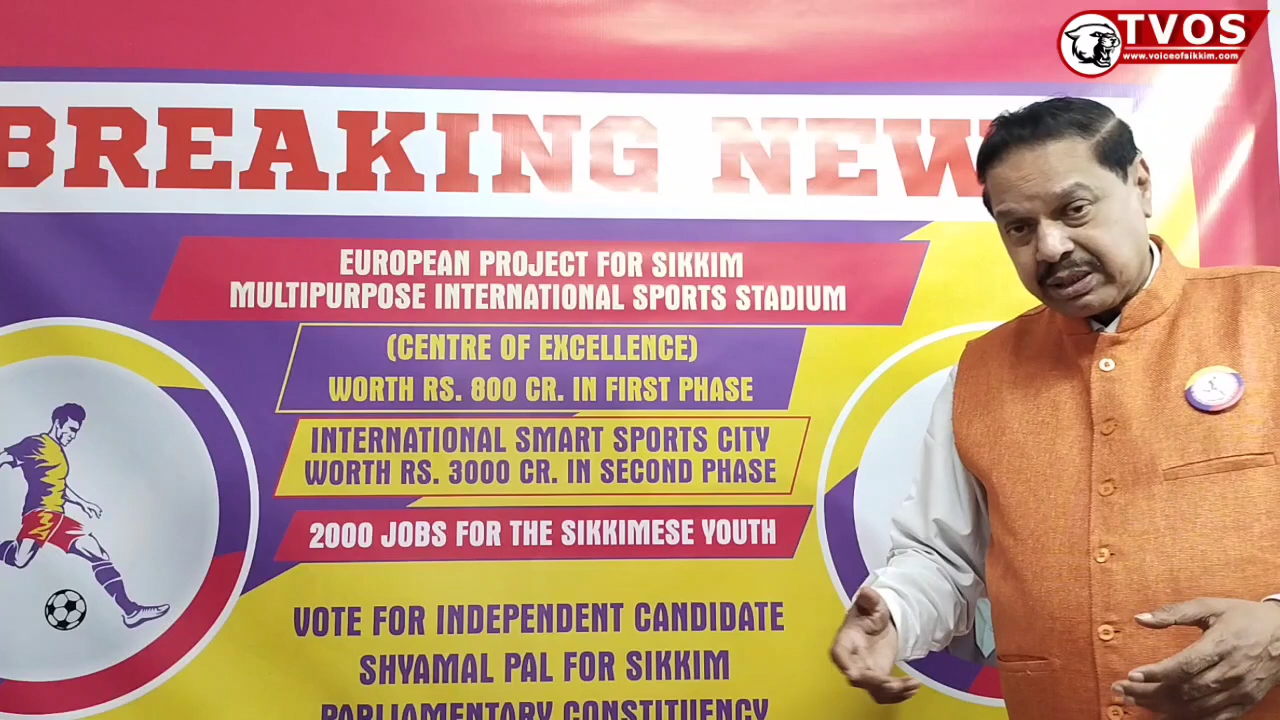 TVOS
www.voiceofsikkim.com
BREAKING NEW
EUROPEAN PROJECT FOR SIKKIM
MULTIPURPOSE INTERNATIONAL SPORTS STADIUM
(CENTRE OF EXCELLENCE)
WORTH RS. 800 CR. IN FIRST PHASE
INTERNATIONAL SMART SPORTS CITY
WORTH RS. 3000 CR. IN SECOND PHASE
2000 JOBS FOR THE SIKKIMESE YOUTH
VOTE FOR INDEPENDENT CANDIDATE
SHYAMAL PAL FOR SIKKIM
PARLIAMENTARY CONSTITUENCY